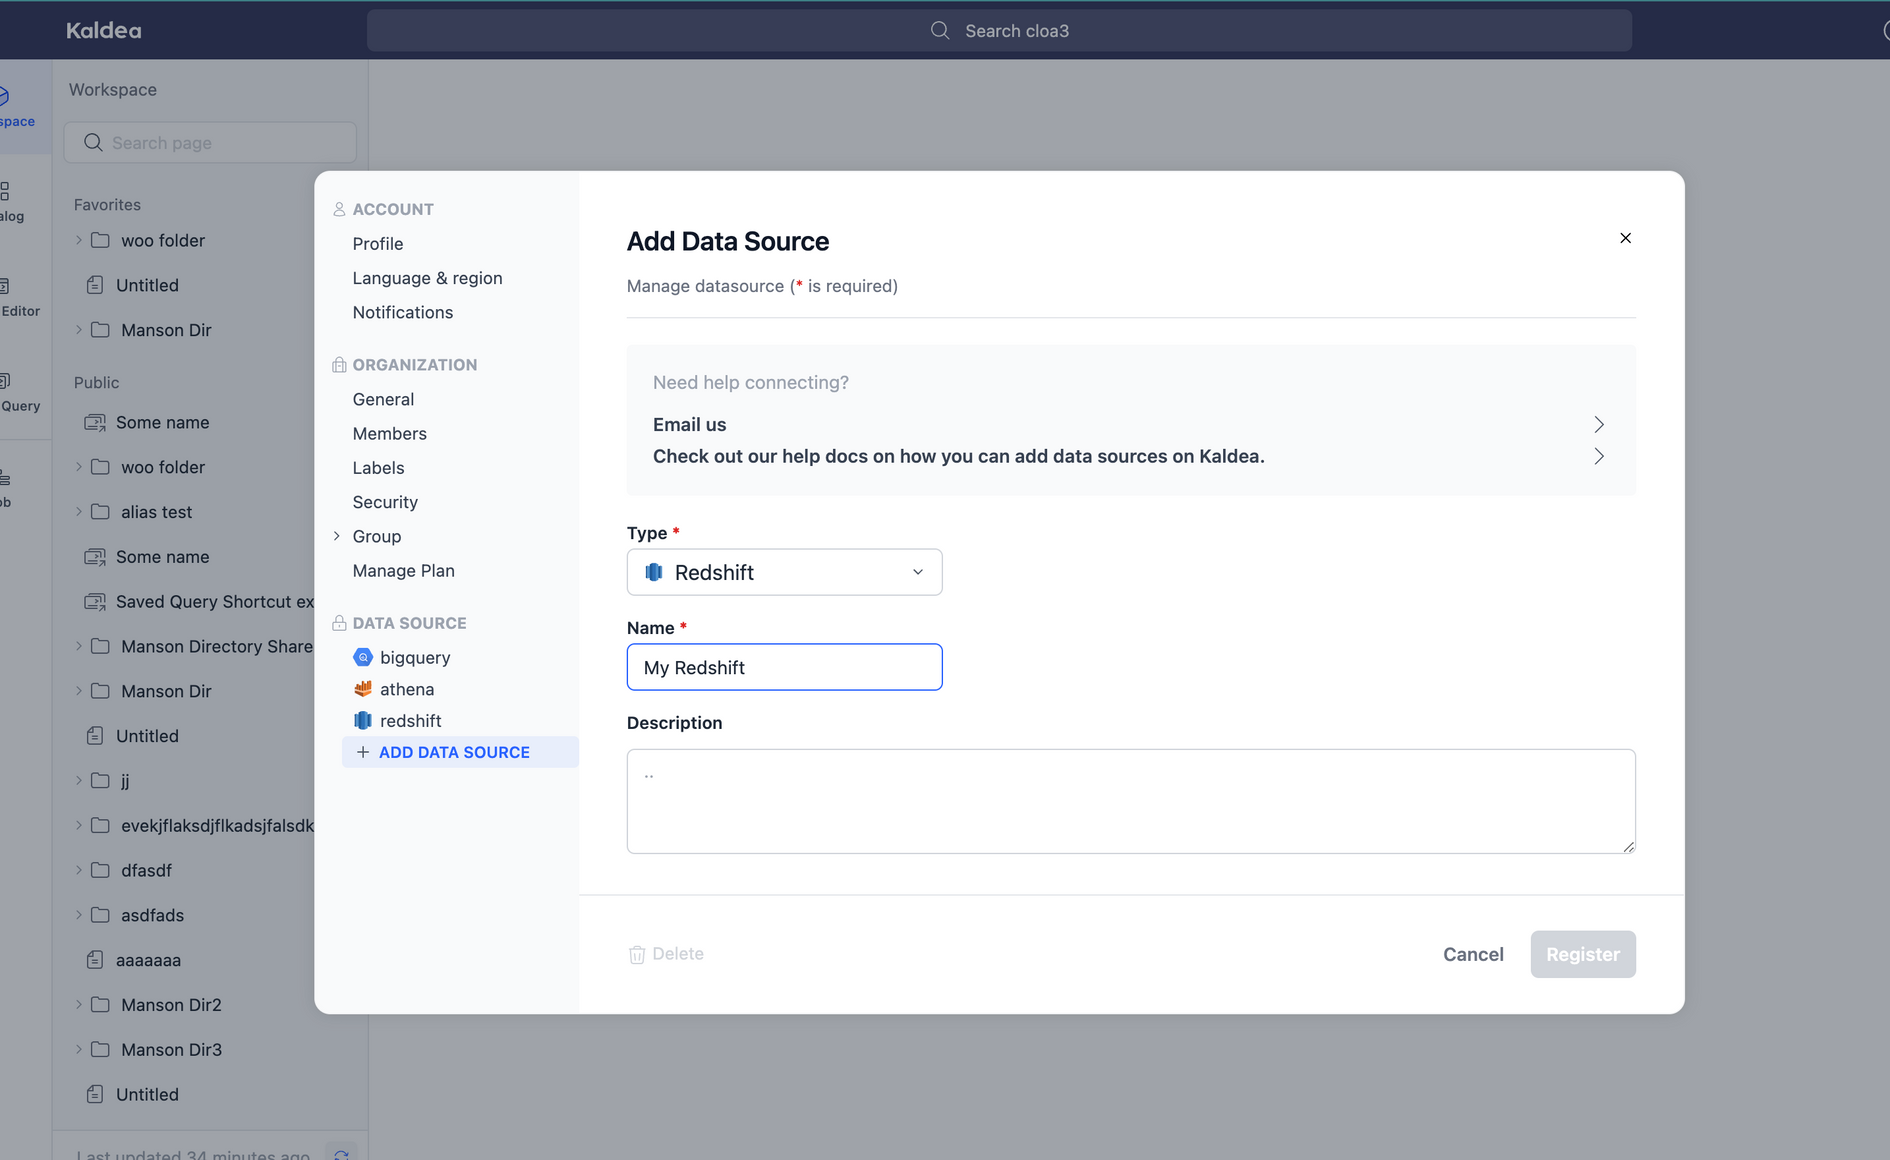 Kaldea
Search cloa3
Workspace
space
Search page
alog
Favorites
woo folder
Untitled
Editor
Manson Dir
Public
Query
Some name
woo folder
ob
alias test
Some name
Saved Query Shortcut ex
Manson Directory Share
Manson Dir
Untitled
jj
evekjflaksdjflkadsjfalsdk
dfasdf
asdfads
aaaaaaa
Manson Dir2
Manson Dir3
Untitled
Last updated 34 minutes ago
ACCOUNT
Profile
Language & region
Notifications
ORGANIZATION
General
Members
Labels
Security
Group
Manage Plan
DATA SOURCE
bigquery
athena
redshift
+ ADD DATA SOURCE
Add Data Source
Manage datasource (* is required)
Need help connecting?
Email us
Check out our help docs on how you can add data sources on Kaldea.
Type *
Redshift
Name *
My Redshift
Description
..
Delete
Cancel
Register